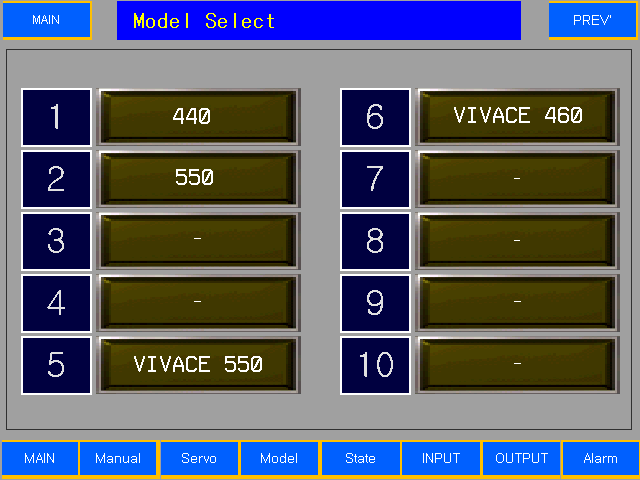 MAIN
Model Select
PREV'
1 440
2 550
3 -
4 -
5 VIVACE 550
6 VIVACE 460
7 -
8 -
9 -
10 -
MAIN Manual Servo Model State INPUT OUTPUT Alarm